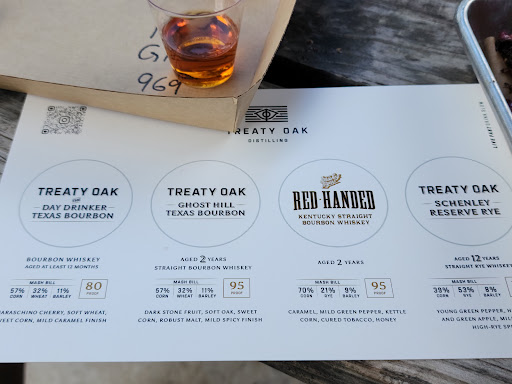 969
TREATY OAK
DISTILLING
TREATY OAK
DAY DRINKER
TEXAS BOURBON
BOURBON WHISKEY
AGED AT LEAST 12 MONTHS
MASH BILL
57% CORN 32% WHEAT 11% BARLEY
80 PROOF
CHERRY, SOFT WHEAT,
CORN, MILD CARAMEL FINISH
TREATY OAK
GHOST HILL
TEXAS BOURBON
AGED 2 YEARS
STRAIGHT BOURBON WHISKEY
MASH BILL
57% CORN 32% WHEAT 11% BARLEY
95 PROOF
DARK STONE FRUIT, SOFT OAK, SWEET
CORN, ROBUST MALT, MILD SPICY FINISH
RED-HANDED
KENTUCKY STRAIGHT
BOURBON WHISKEY
AGED 2 YEARS
MASH BILL
70% CORN 21% RYE 9% BARLEY
95 PROOF
CARAMEL, MILD GREEN PEPPER, KETTLE
CORN, CURED TOBACCO, HONEY
TREATY OAK
SCHENLEY
RESERVE RYE
AGED 12 YEARS
STRAIGHT RYE WHISKEY
MASH BILL
38% CORN 53% RYE 8%
YOUNG GREEN PEPPER,
AND GREEN APPLE,
HIGH-RYE